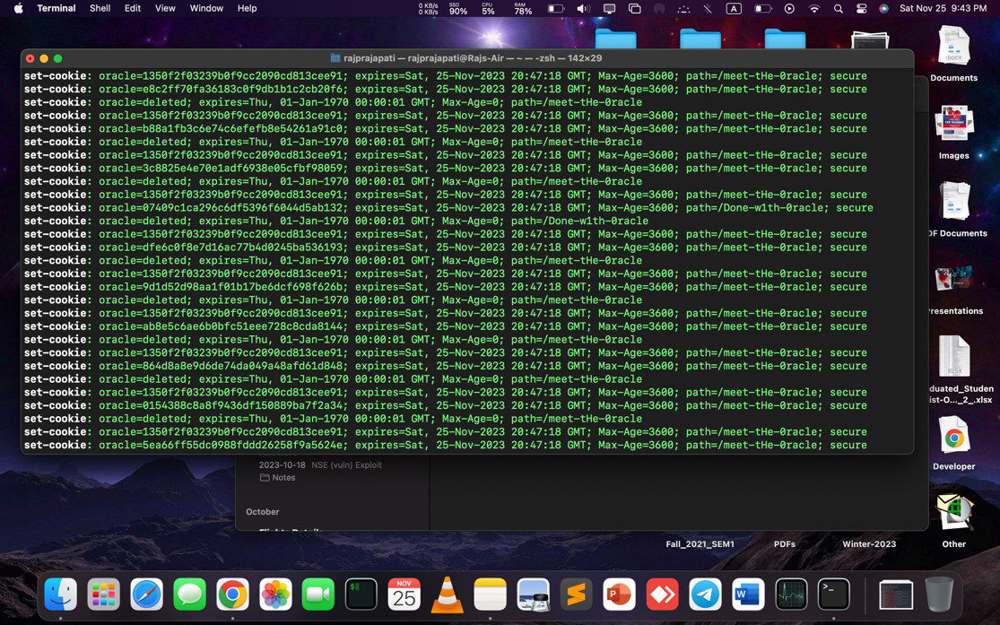 Terminal Shell Edit View Window Help 0 KB/s 0 KB/s SSD 90% CPU 5% RAM 78% A Sat Nov 25 9:43 PM
rajprajapati — rajprajapati@Rajs-Air — ~ — -zsh — 142×29
set-cookie: oracle=1350f2f03239b0f9cc2090cd813cee91; expires=Sat, 25-Nov-2023 20:47:18 GMT; Max-Age=3600; path=/meet-tHe-0racle; secure
set-cookie: oracle=e8c2ff70fa36183c0f9db1b1c2cb20f6; expires=Sat, 25-Nov-2023 20:47:18 GMT; Max-Age=3600; path=/meet-tHe-0racle; secure
set-cookie: oracle=deleted; expires=Thu, 01-Jan-1970 00:00:01 GMT; Max-Age=0; path=/meet-tHe-0racle
set-cookie: oracle=1350f2f03239b0f9cc2090cd813cee91; expires=Sat, 25-Nov-2023 20:47:18 GMT; Max-Age=3600; path=/meet-tHe-0racle; secure
set-cookie: oracle=b88a1fb3c6e74c6efefb8e54261a91c0; expires=Sat, 25-Nov-2023 20:47:18 GMT; Max-Age=3600; path=/meet-tHe-0racle; secure
set-cookie: oracle=deleted; expires=Thu, 01-Jan-1970 00:00:01 GMT; Max-Age=0; path=/meet-tHe-0racle
set-cookie: oracle=1350f2f03239b0f9cc2090cd813cee91; expires=Sat, 25-Nov-2023 20:47:18 GMT; Max-Age=3600; path=/meet-tHe-0racle; secure
set-cookie: oracle=3c8825e4e70e1adf6938e05cfbf98059; expires=Sat, 25-Nov-2023 20:47:18 GMT; Max-Age=3600; path=/meet-tHe-0racle; secure
set-cookie: oracle=deleted; expires=Thu, 01-Jan-1970 00:00:01 GMT; Max-Age=0; path=/meet-tHe-0racle
set-cookie: oracle=1350f2f03239b0f9cc2090cd813cee91; expires=Sat, 25-Nov-2023 20:47:18 GMT; Max-Age=3600; path=/meet-tHe-0racle; secure
set-cookie: oracle=07409c1ca296c6df5396f6044d5ab132; expires=Sat, 25-Nov-2023 20:47:18 GMT; Max-Age=3600; path=/Done-w1th-0racle; secure
set-cookie: oracle=deleted; expires=Thu, 01-Jan-1970 00:00:01 GMT; Max-Age=0; path=/Done-w1th-0racle
set-cookie: oracle=1350f2f03239b0f9cc2090cd813cee91; expires=Sat, 25-Nov-2023 20:47:18 GMT; Max-Age=3600; path=/meet-tHe-0racle; secure
set-cookie: oracle=dfe6c0f8e7d16ac77b4d0245ba536193; expires=Sat, 25-Nov-2023 20:47:18 GMT; Max-Age=3600; path=/meet-tHe-0racle; secure
set-cookie: oracle=deleted; expires=Thu, 01-Jan-1970 00:00:01 GMT; Max-Age=0; path=/meet-tHe-0racle
set-cookie: oracle=1350f2f03239b0f9cc2090cd813cee91; expires=Sat, 25-Nov-2023 20:47:18 GMT; Max-Age=3600; path=/meet-tHe-0racle; secure
set-cookie: oracle=9d1d52d98aa1f01b17be6dcf698f626b; expires=Sat, 25-Nov-2023 20:47:18 GMT; Max-Age=3600; path=/meet-tHe-0racle; secure
set-cookie: oracle=deleted; expires=Thu, 01-Jan-1970 00:00:01 GMT; Max-Age=0; path=/meet-tHe-0racle
set-cookie: oracle=1350f2f03239b0f9cc2090cd813cee91; expires=Sat, 25-Nov-2023 20:47:18 GMT; Max-Age=3600; path=/meet-tHe-0racle; secure
set-cookie: oracle=ab8e5c6ae6b0bfc51eee728c8cda8144; expires=Sat, 25-Nov-2023 20:47:18 GMT; Max-Age=3600; path=/meet-tHe-0racle; secure
set-cookie: oracle=deleted; expires=Thu, 01-Jan-1970 00:00:01 GMT; Max-Age=0; path=/meet-tHe-0racle
set-cookie: oracle=1350f2f03239b0f9cc2090cd813cee91; expires=Sat, 25-Nov-2023 20:47:18 GMT; Max-Age=3600; path=/meet-tHe-0racle; secure
set-cookie: oracle=864d8a8e9d6de74da049a48afd61d848; expires=Sat, 25-Nov-2023 20:47:18 GMT; Max-Age=3600; path=/meet-tHe-0racle; secure
set-cookie: oracle=deleted; expires=Thu, 01-Jan-1970 00:00:01 GMT; Max-Age=0; path=/meet-tHe-0racle
set-cookie: oracle=1350f2f03239b0f9cc2090cd813cee91; expires=Sat, 25-Nov-2023 20:47:18 GMT; Max-Age=3600; path=/meet-tHe-0racle; secure
set-cookie: oracle=0154388c8a8f9436df150889ba7f2a34; expires=Sat, 25-Nov-2023 20:47:18 GMT; Max-Age=3600; path=/meet-tHe-0racle; secure
set-cookie: oracle=deleted; expires=Thu, 01-Jan-1970 00:00:01 GMT; Max-Age=0; path=/meet-tHe-0racle
set-cookie: oracle=1350f2f03239b0f9cc2090cd813cee91; expires=Sat, 25-Nov-2023 20:47:18 GMT; Max-Age=3600; path=/meet-tHe-0racle; secure
set-cookie: oracle=5ea66ff55dc0988fddd26258f9a5624e; expires=Sat, 25-Nov-2023 20:47:18 GMT; Max-Age=3600; path=/meet-tHe-0racle; secure
2023-10-18 NSE (vuln) Exploit
Notes
October
DOCX
Documents
Images
DF Documents
resentations
XLSX
duated_Studen
ist-O..._2_.xlsx
Developer
Other
Fall_2021_SEM1 PDFs Winter-2023
NOV
25